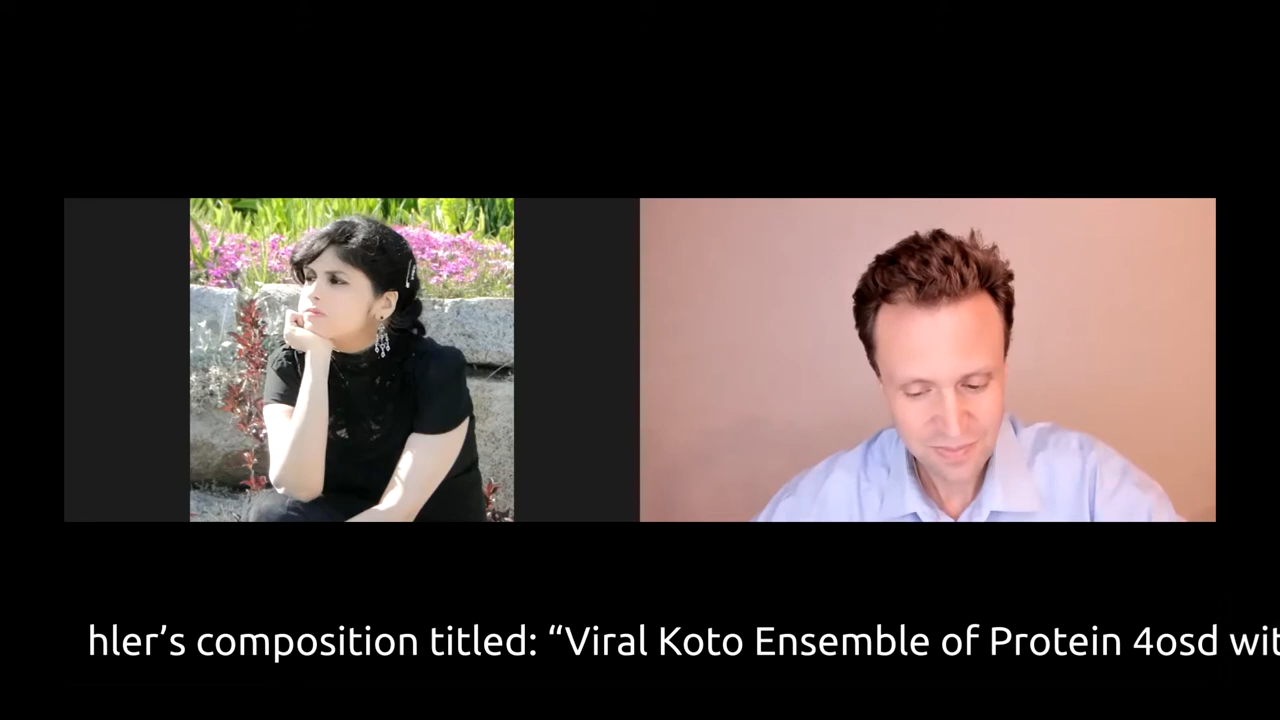 hler’s composition titled: “Viral Koto Ensemble of Protein 4osd wit